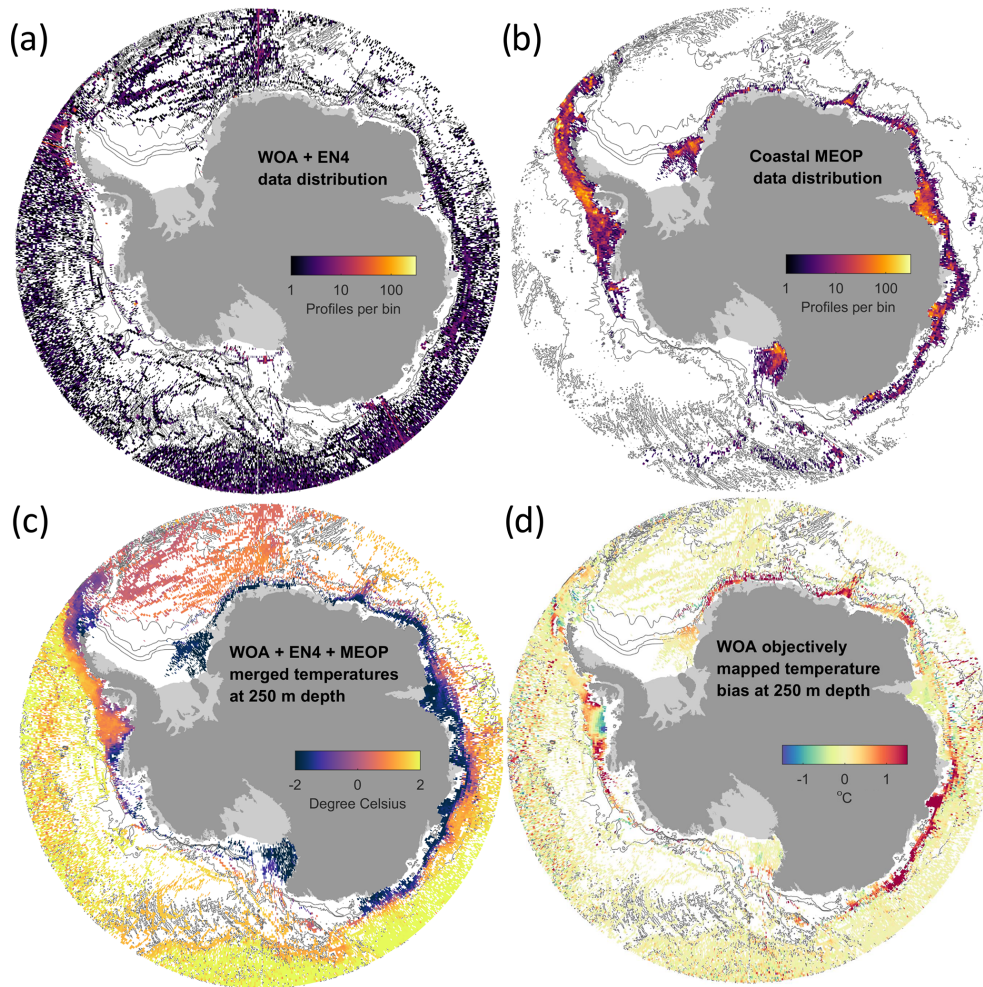 (a)
WOA + EN4
data distribution
1 10 100
Profiles per bin
(b)
Coastal MEOP
data distribution
1 10 100
Profiles per bin
(c)
WOA + EN4 + MEOP
merged temperatures
at 250 m depth
-2 0 2
Degree Celsius
(d)
WOA objectively
mapped temperature
bias at 250 m depth
-1 0 1
°C